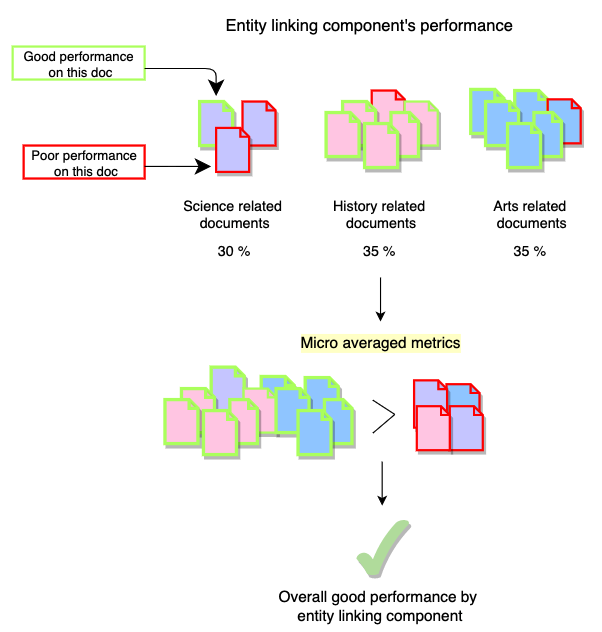 Entity linking component's performance
Good performance
on this doc
Poor performance
on this doc
Science related
documents
30 %
History related
documents
35 %
Arts related
documents
35 %
Micro averaged metrics
Overall good performance by
entity linking component